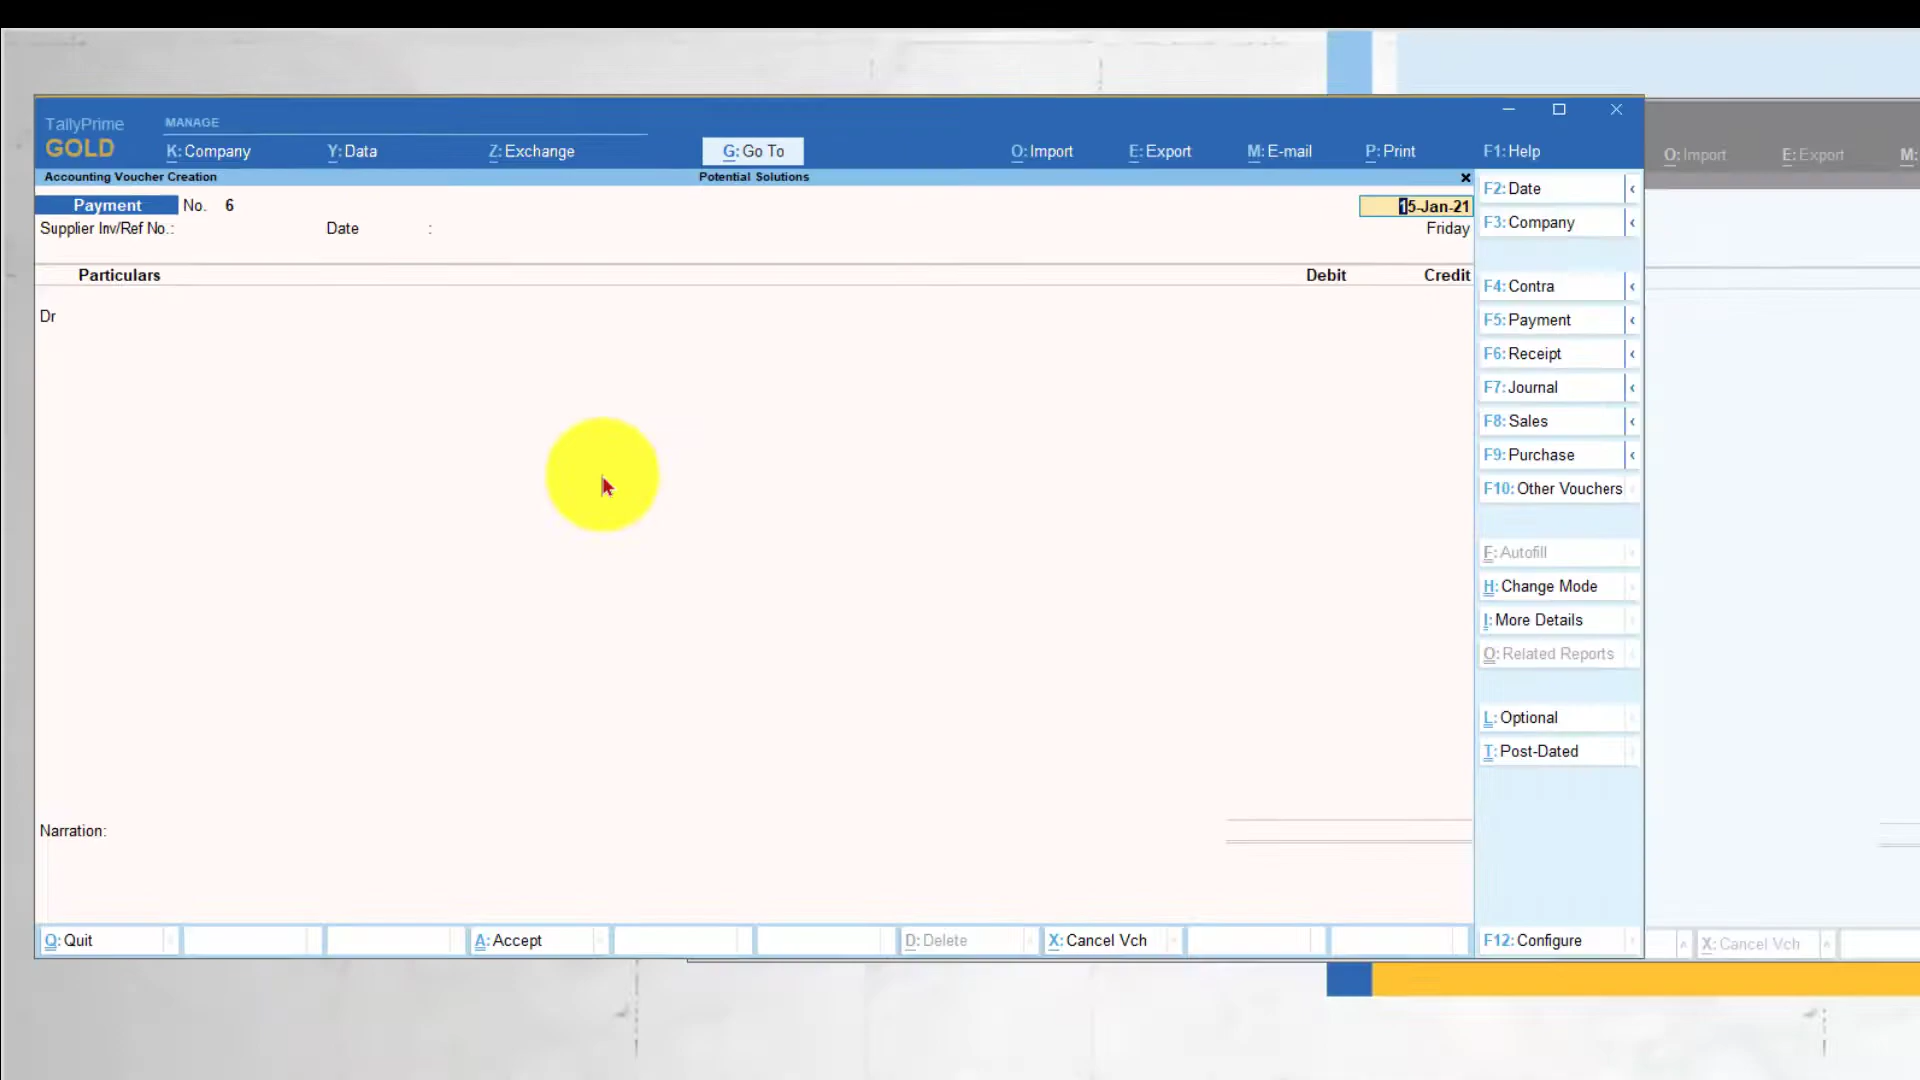 TallyPrime
GOLD
MANAGE
K: Company
Y: Data
Z: Exchange
G: Go To
O: Import
E: Export
M: E-mail
P: Print
F1: Help
O: Import
E: Export
M:
Accounting Voucher Creation
Potential Solutions
×
Payment No. 6
15-Jan-21
Supplier Inv/Ref No.:
Date :
Friday
Particulars
Debit
Credit
Dr
Narration:
F2: Date
F3: Company
F4: Contra
F5: Payment
F6: Receipt
F7: Journal
F8: Sales
F9: Purchase
F10: Other Vouchers
F: Autofill
H: Change Mode
I: More Details
O: Related Reports
L: Optional
T: Post-Dated
F12: Configure
Q: Quit
A: Accept
D: Delete
X: Cancel Vch
X: Cancel Vch